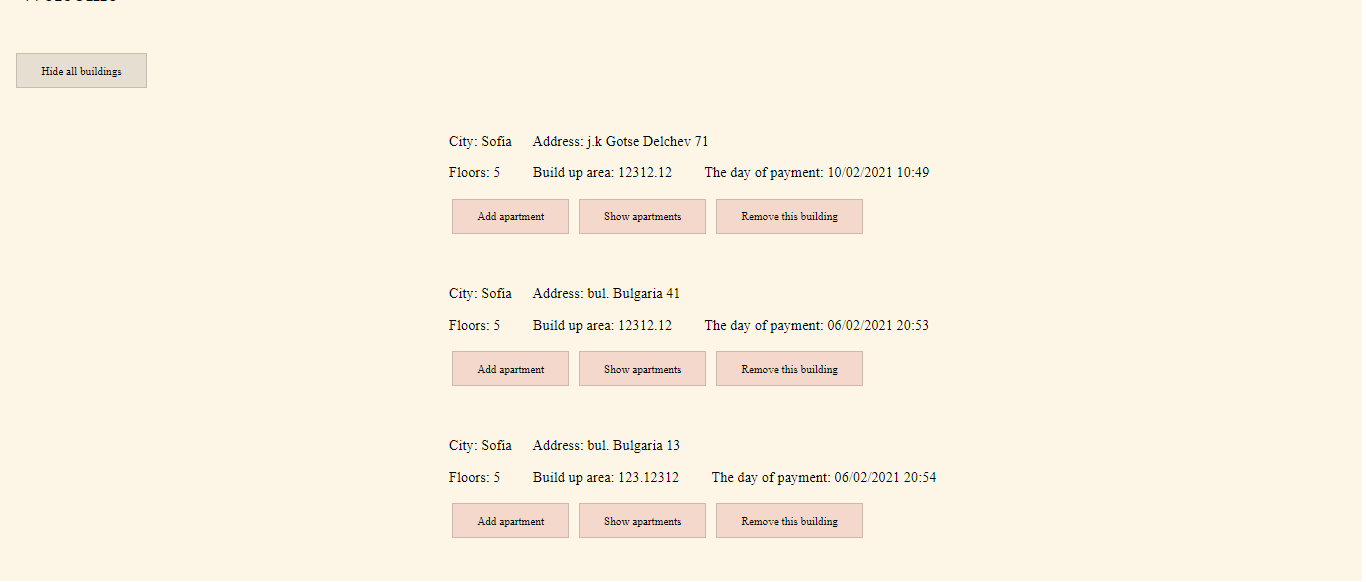 Hide all buildings
City: Sofia Address: j.k Gotse Delchev 71
Floors: 5 Build up area: 12312.12 The day of payment: 10/02/2021 10:49
Add apartment Show apartments Remove this building
City: Sofia Address: bul. Bulgaria 41
Floors: 5 Build up area: 12312.12 The day of payment: 06/02/2021 20:53
Add apartment Show apartments Remove this building
City: Sofia Address: bul. Bulgaria 13
Floors: 5 Build up area: 123.12312 The day of payment: 06/02/2021 20:54
Add apartment Show apartments Remove this building